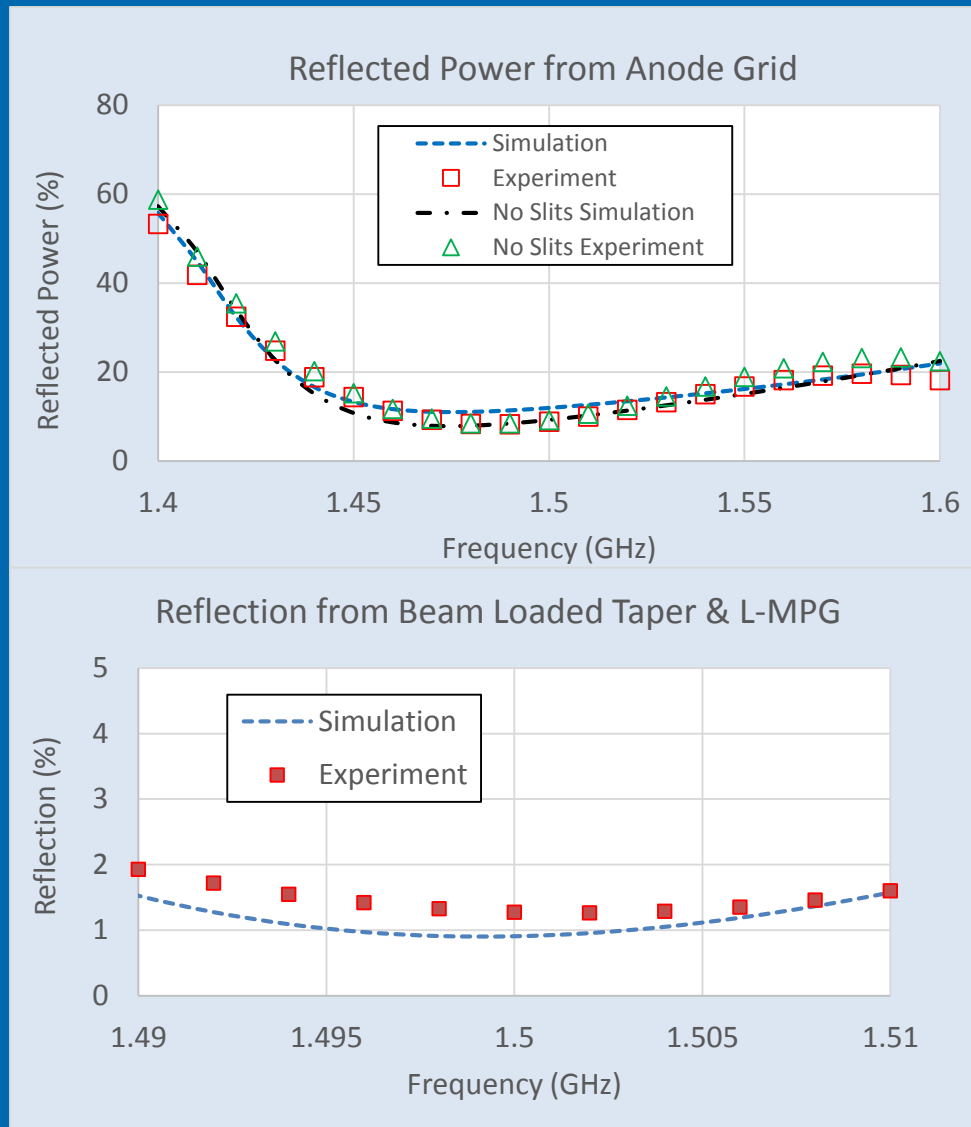 Reflected Power from Anode Grid
80
60
40
20
0
Reflected Power (%)
Simulation
Experiment
No Slits Simulation
No Slits Experiment
1.4 1.45 1.5 1.55 1.6
Frequency (GHz)
Reflection from Beam Loaded Taper & L-MPG
5
4
3
2
1
0
Reflection (%)
Simulation
Experiment
1.49 1.495 1.5 1.505 1.51
Frequency (GHz)